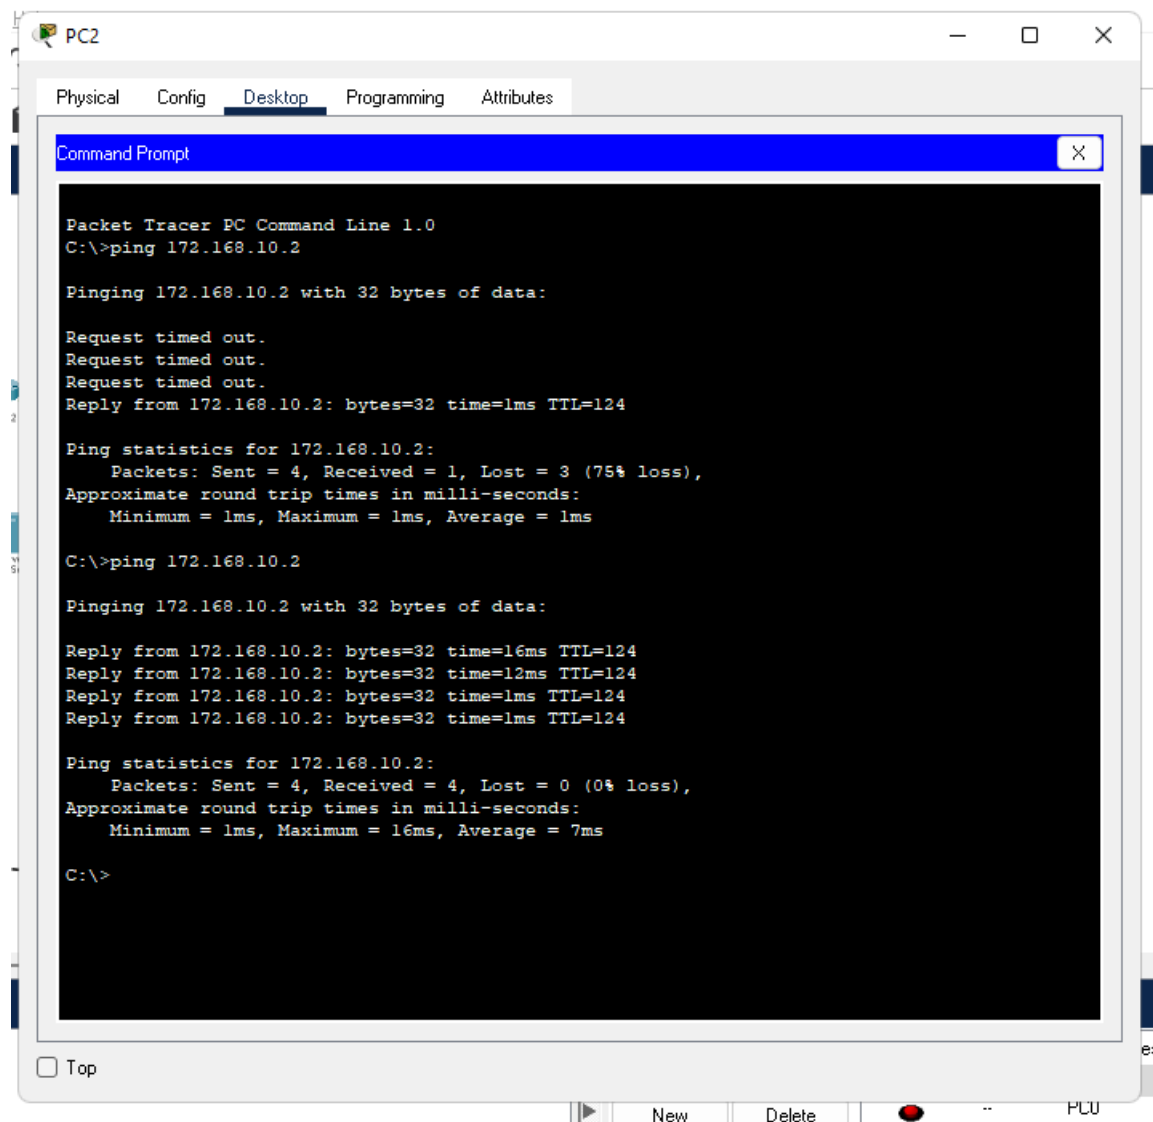 PC2
Physical Config Desktop Programming Attributes
Command Prompt
X
Packet Tracer PC Command Line 1.0
C:\>ping 172.168.10.2
Pinging 172.168.10.2 with 32 bytes of data:
Request timed out.
Request timed out.
Request timed out.
Reply from 172.168.10.2: bytes=32 time=1ms TTL=124
Ping statistics for 172.168.10.2:
Packets: Sent = 4, Received = 1, Lost = 3 (75% loss),
Approximate round trip times in milli-seconds:
Minimum = 1ms, Maximum = 1ms, Average = 1ms
C:\>ping 172.168.10.2
Pinging 172.168.10.2 with 32 bytes of data:
Reply from 172.168.10.2: bytes=32 time=16ms TTL=124
Reply from 172.168.10.2: bytes=32 time=12ms TTL=124
Reply from 172.168.10.2: bytes=32 time=1ms TTL=124
Reply from 172.168.10.2: bytes=32 time=1ms TTL=124
Ping statistics for 172.168.10.2:
Packets: Sent = 4, Received = 4, Lost = 0 (0% loss),
Approximate round trip times in milli-seconds:
Minimum = 1ms, Maximum = 16ms, Average = 7ms
C:\>
Top
New Delete -- PC0